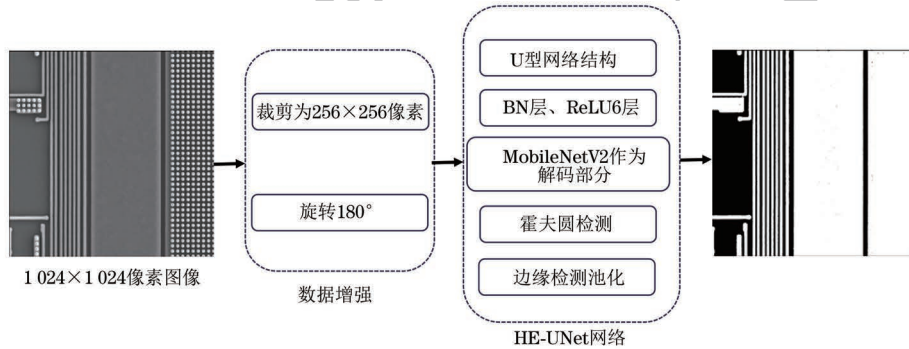 1 024×1 024像素图像
裁剪为256×256像素
旋转180°
数据增强
U型网络结构
BN层、ReLU6层
MobileNetV2作为
解码部分
霍夫圆检测
边缘检测池化
HE-UNet网络